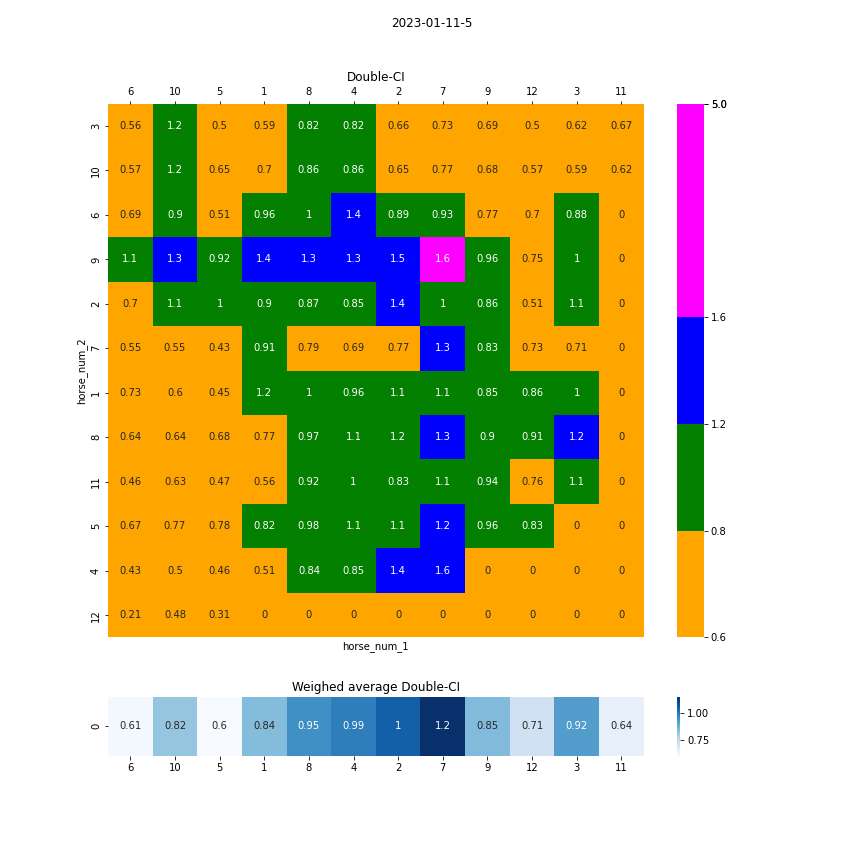 2023-01-11-5
Double-CI
6 10 5 1 8 4 2 7 9 12 3 11
5.0
3 0.56 1.2 0.5 0.59 0.82 0.82 0.66 0.73 0.69 0.5 0.62 0.67
10 0.57 1.2 0.65 0.7 0.86 0.86 0.65 0.77 0.68 0.57 0.59 0.62
6 0.69 0.9 0.51 0.96 1 1.4 0.89 0.93 0.77 0.7 0.88 0
9 1.1 1.3 0.92 1.4 1.3 1.3 1.5 1.6 0.96 0.75 1 0
2 0.7 1.1 1 0.9 0.87 0.85 1.4 1 0.86 0.51 1.1 0
1.6
7 0.55 0.55 0.43 0.91 0.79 0.69 0.77 1.3 0.83 0.73 0.71 0
horse_num_2
1 0.73 0.6 0.45 1.2 1 0.96 1.1 1.1 0.85 0.86 1 0
1.2
8 0.64 0.64 0.68 0.77 0.97 1.1 1.2 1.3 0.9 0.91 1.2 0
11 0.46 0.63 0.47 0.56 0.92 1 0.83 1.1 0.94 0.76 1.1 0
5 0.67 0.77 0.78 0.82 0.98 1.1 1.1 1.2 0.96 0.83 0 0
0.8
4 0.43 0.5 0.46 0.51 0.84 0.85 1.4 1.6 0 0 0 0
12 0.21 0.48 0.31 0 0 0 0 0 0 0 0 0
0.6
horse_num_1
Weighed average Double-CI
1.00
0 0.61 0.82 0.6 0.84 0.95 0.99 1 1.2 0.85 0.71 0.92 0.64
0.75
6 10 5 1 8 4 2 7 9 12 3 11